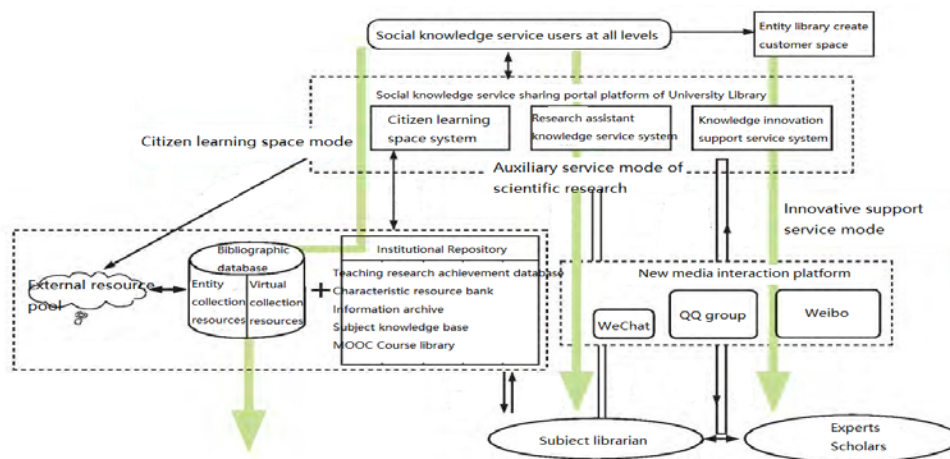 Social knowledge service users at all levels
Entity library create
customer space
Social knowledge service sharing portal platform of University Library
Citizen learning
space system
Research assistant
knowledge service system
Knowledge innovation
support service system
Citizen learning space mode
Auxiliary service mode of
scientific research
Innovative support
service mode
Bibliographic
database
Entity
collection
resources
Virtual
collection
resources
External resource
pool
Institutional Repository
Teaching research achievement database
Characteristic resource bank
Information archive
Subject knowledge base
MOOC Course library
New media interaction platform
WeChat
QQ group
Weibo
Subject librarian
Experts
Scholars